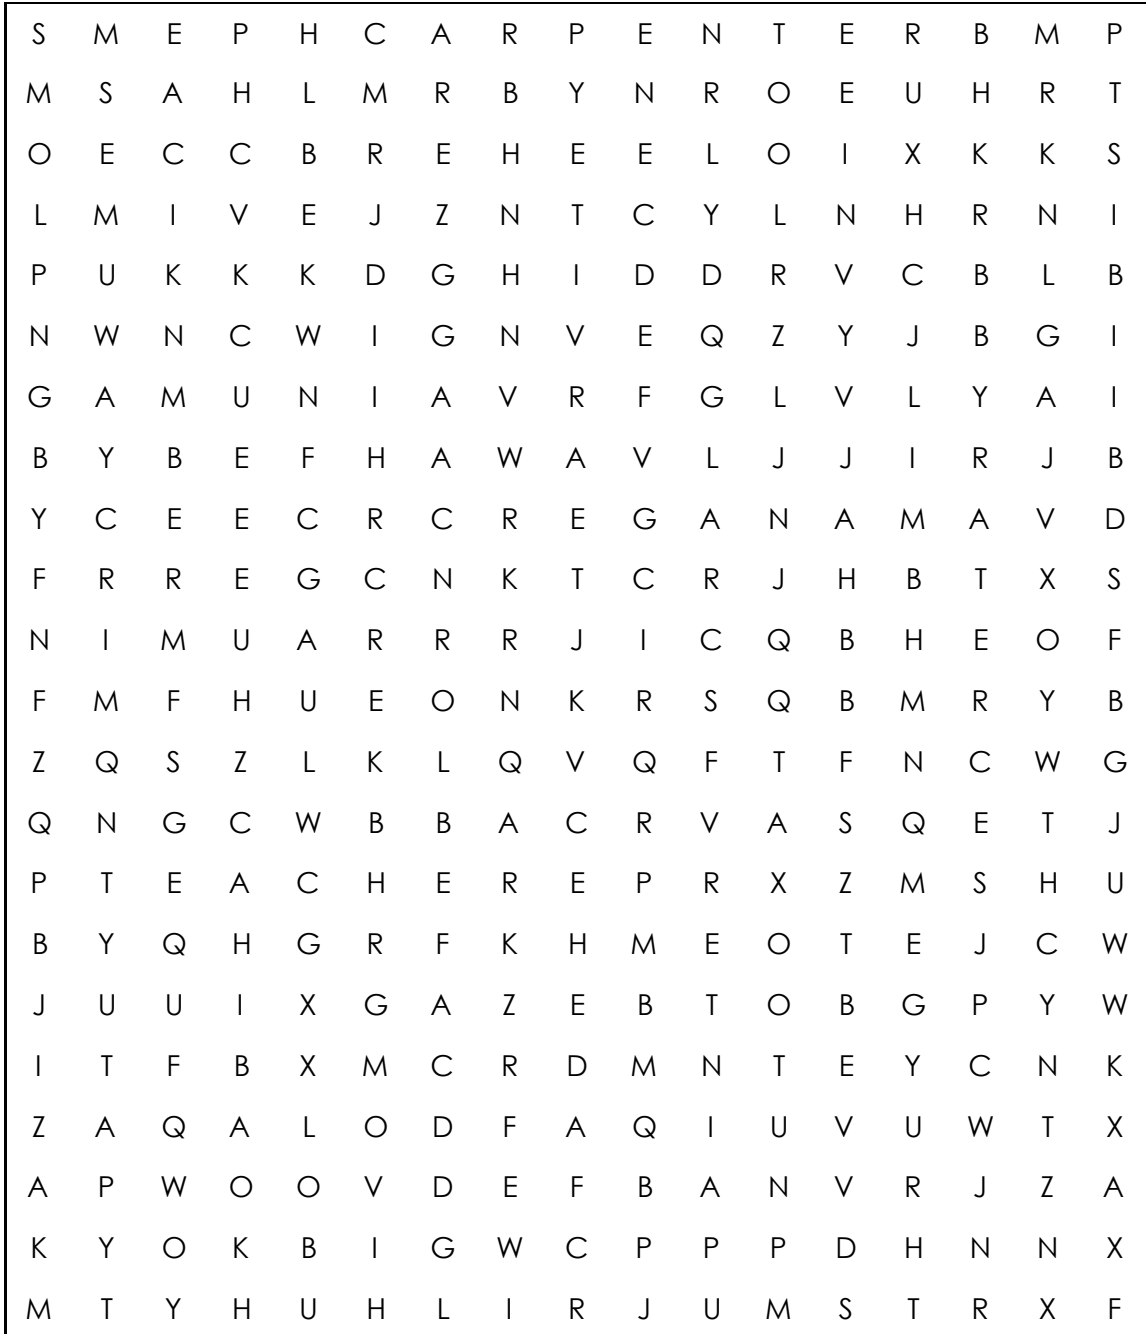 S M E P H C A R P E N T E R B M P
M S A H L M R B Y N R O E U H R T
O E C C B R E H E E L O I X K K S
L M I V E J Z N T C Y L N H R N I
P U K K K D G H I D D R V C B L B
N W N C W I G N V E Q Z Y J B G I
G A M U N I A V R F G L V L Y A I
B Y B E F H A W A V L J J I R J B
Y C E E C R C R E G A N A M A V D
F R R E G C N K T C R J H B T X S
N I M U A R R R J I C Q B H E O F
F M F H U E O N K R S Q B M R Y B
Z Q S Z L K L Q V Q F T F N C W G
Q N G C W B B A C R V A S Q E T J
P T E A C H E R E P R X Z M S H U
B Y Q H G R F K H M E O T E J C W
J U U I X G A Z E B T O B G P Y W
I T F B X M C R D M N T E Y C N K
Z A Q A L O D F A Q I U V U W T X
A P W O O V D E F B A N V R J Z A
K Y O K B I G W C P P P D H N N X
M T Y H U H L I R J U M S T R X F